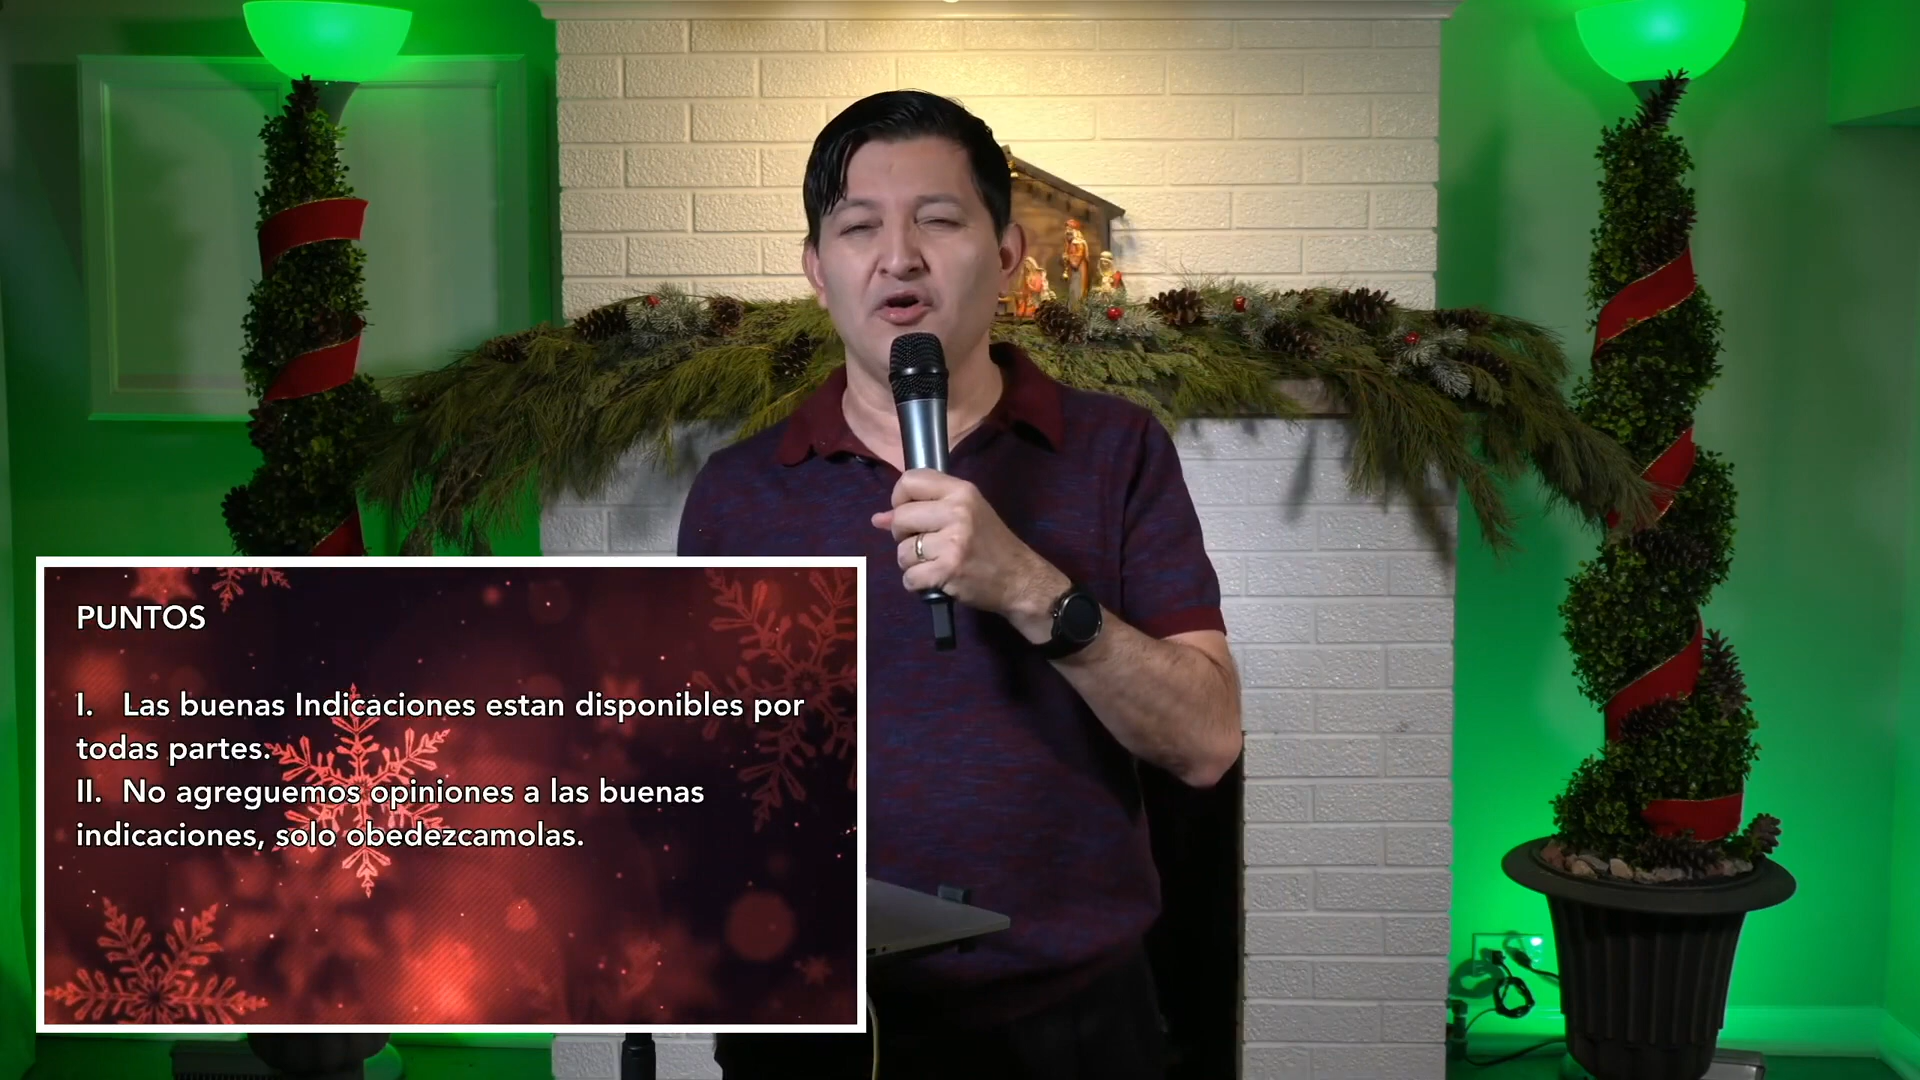 PUNTOS
I. Las buenas Indicaciones estan disponibles por
todas partes.
II. No agreguemos opiniones a las buenas
indicaciones, solo obedezcamolas.